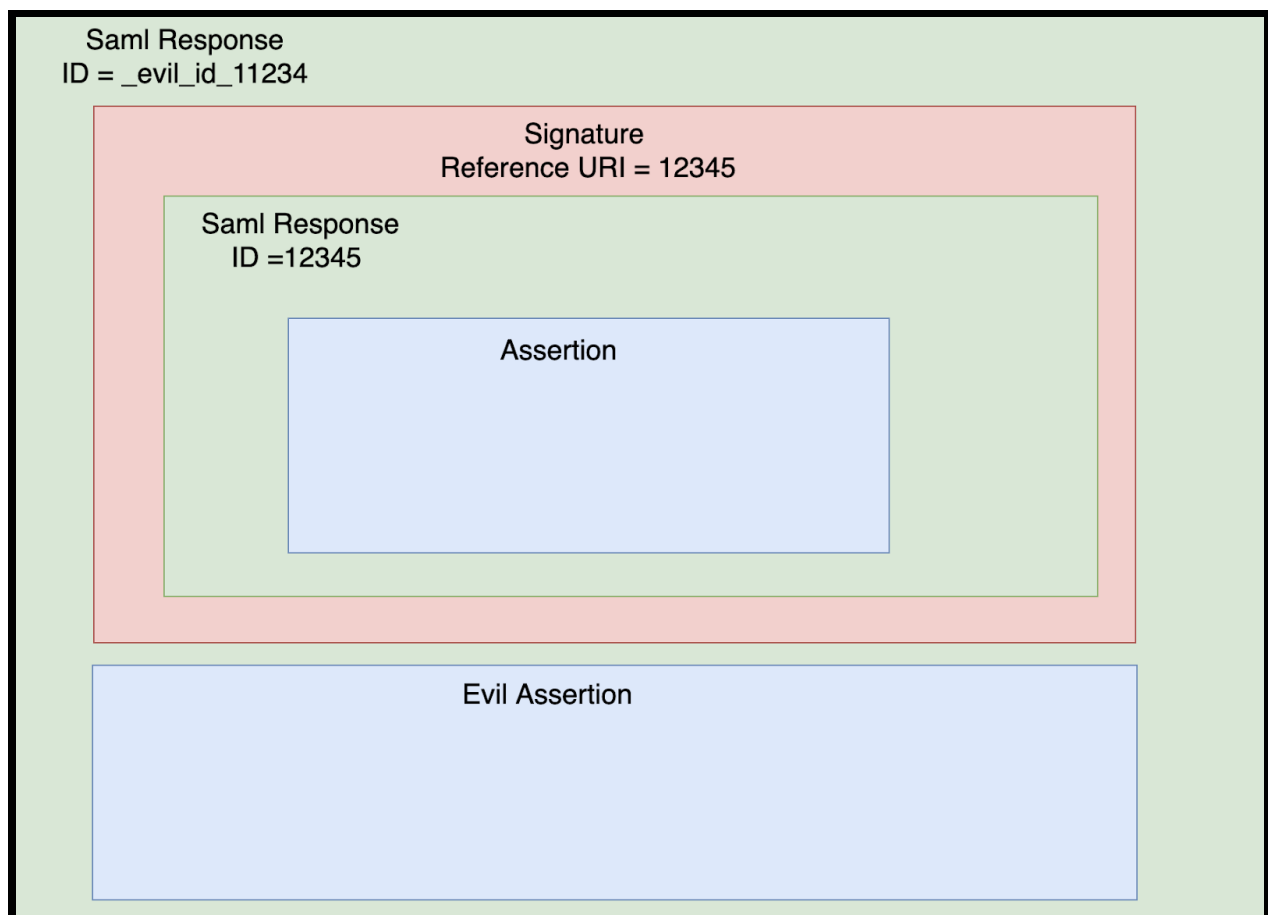 Saml Response
ID = _evil_id_11234
Signature
Reference URI = 12345
Saml Response
ID =12345
Assertion
Evil Assertion